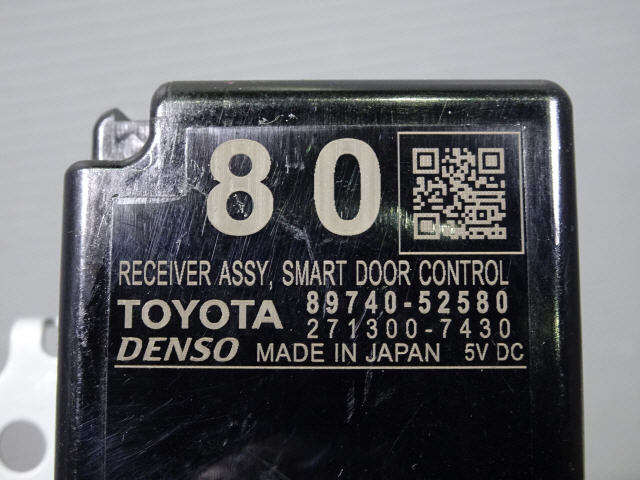 80
RECEIVER ASSY, SMART DOOR CONTROL
TOYOTA 89740-52580
271300-7430
DENSO MADE IN JAPAN 5V DC